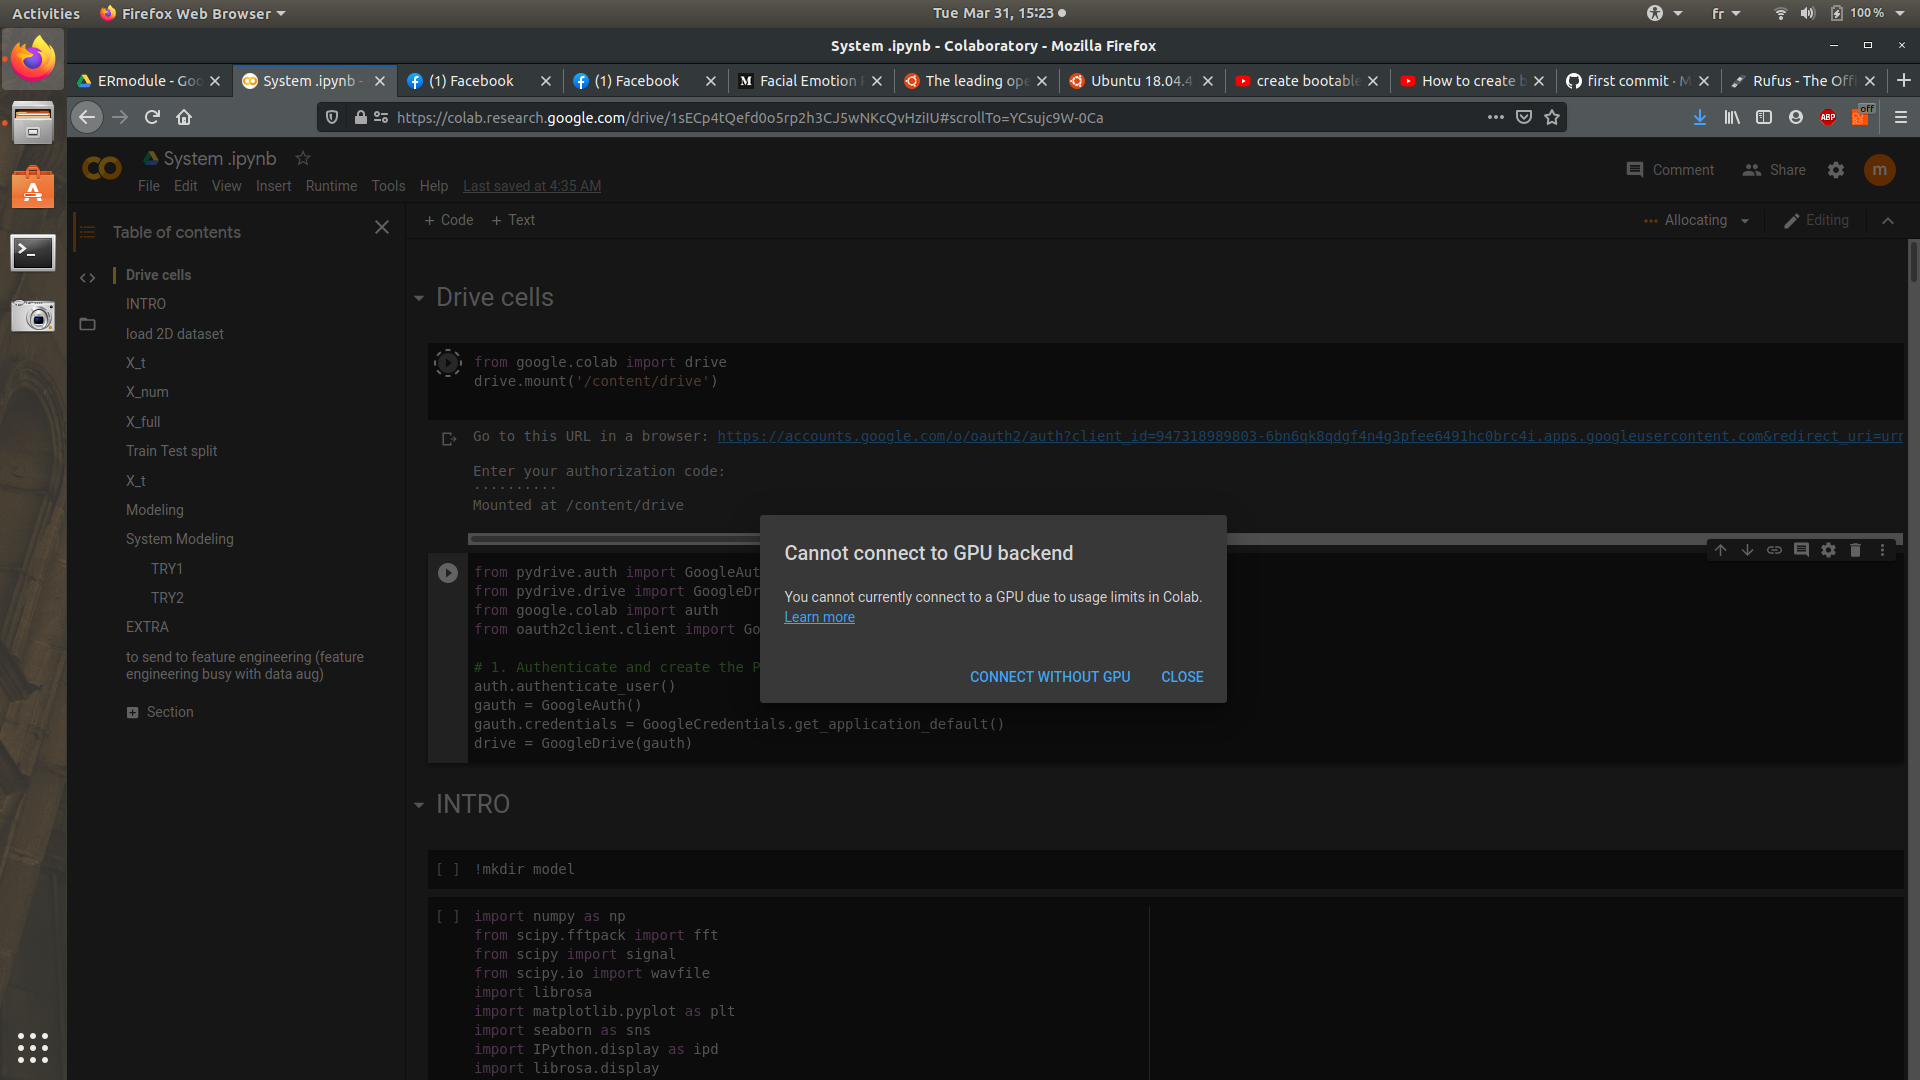 Activities
Firefox Web Browser
Tue Mar 31, 15:23
fr
100 %
System .ipynb - Colaboratory - Mozilla Firefox
ERmodule - Goo
System .ipynb -
(1) Facebook
(1) Facebook
M
Facial Emotion
The leading ope
Ubuntu 18.04.4
create bootable
How to create b
first commit · M
Rufus - The Offi
https://colab.research.google.com/drive/1sECp4tQefd0o5rp2h3CJ5wNKcQvHziIU#scrollTo=YCsujc9W-0Ca
ABP
off
System .ipynb
File Edit View Insert Runtime Tools Help Last saved at 4:35 AM
Comment
Share
m
Table of contents
+ Code + Text
Allocating
Editing
Drive cells
INTRO
load 2D dataset
X_t
X_num
X_full
Train Test split
X_t
Modeling
System Modeling
TRY1
TRY2
EXTRA
to send to feature engineering (feature
engineering busy with data aug)
Section
Drive cells
from google.colab import drive
drive.mount('/content/drive')
Go to this URL in a browser: https://accounts.google.com/o/oauth2/auth?client_id=947318989803-6bn6qk8qdgf4n4g3pfee6491hc0brc4i.apps.googleusercontent.com&redirect_uri=urn
Enter your authorization code:
··········
Mounted at /content/drive
from pydrive.auth import GoogleAut
from pydrive.drive import GoogleDr
from google.colab import auth
from oauth2client.client import Go
# 1. Authenticate and create the P
auth.authenticate_user()
gauth = GoogleAuth()
gauth.credentials = GoogleCredentials.get_application_default()
drive = GoogleDrive(gauth)
Cannot connect to GPU backend
You cannot currently connect to a GPU due to usage limits in Colab.
Learn more
CONNECT WITHOUT GPU
CLOSE
INTRO
[ ] !mkdir model
[ ] import numpy as np
from scipy.fftpack import fft
from scipy import signal
from scipy.io import wavfile
import librosa
import matplotlib.pyplot as plt
import seaborn as sns
import IPython.display as ipd
import librosa.display